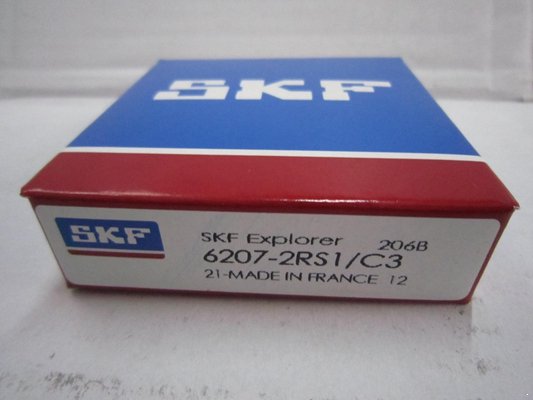 SKF
SKF
SKF Explorer 206B
6207-2RS1/C3
21-MADE IN FRANCE 12